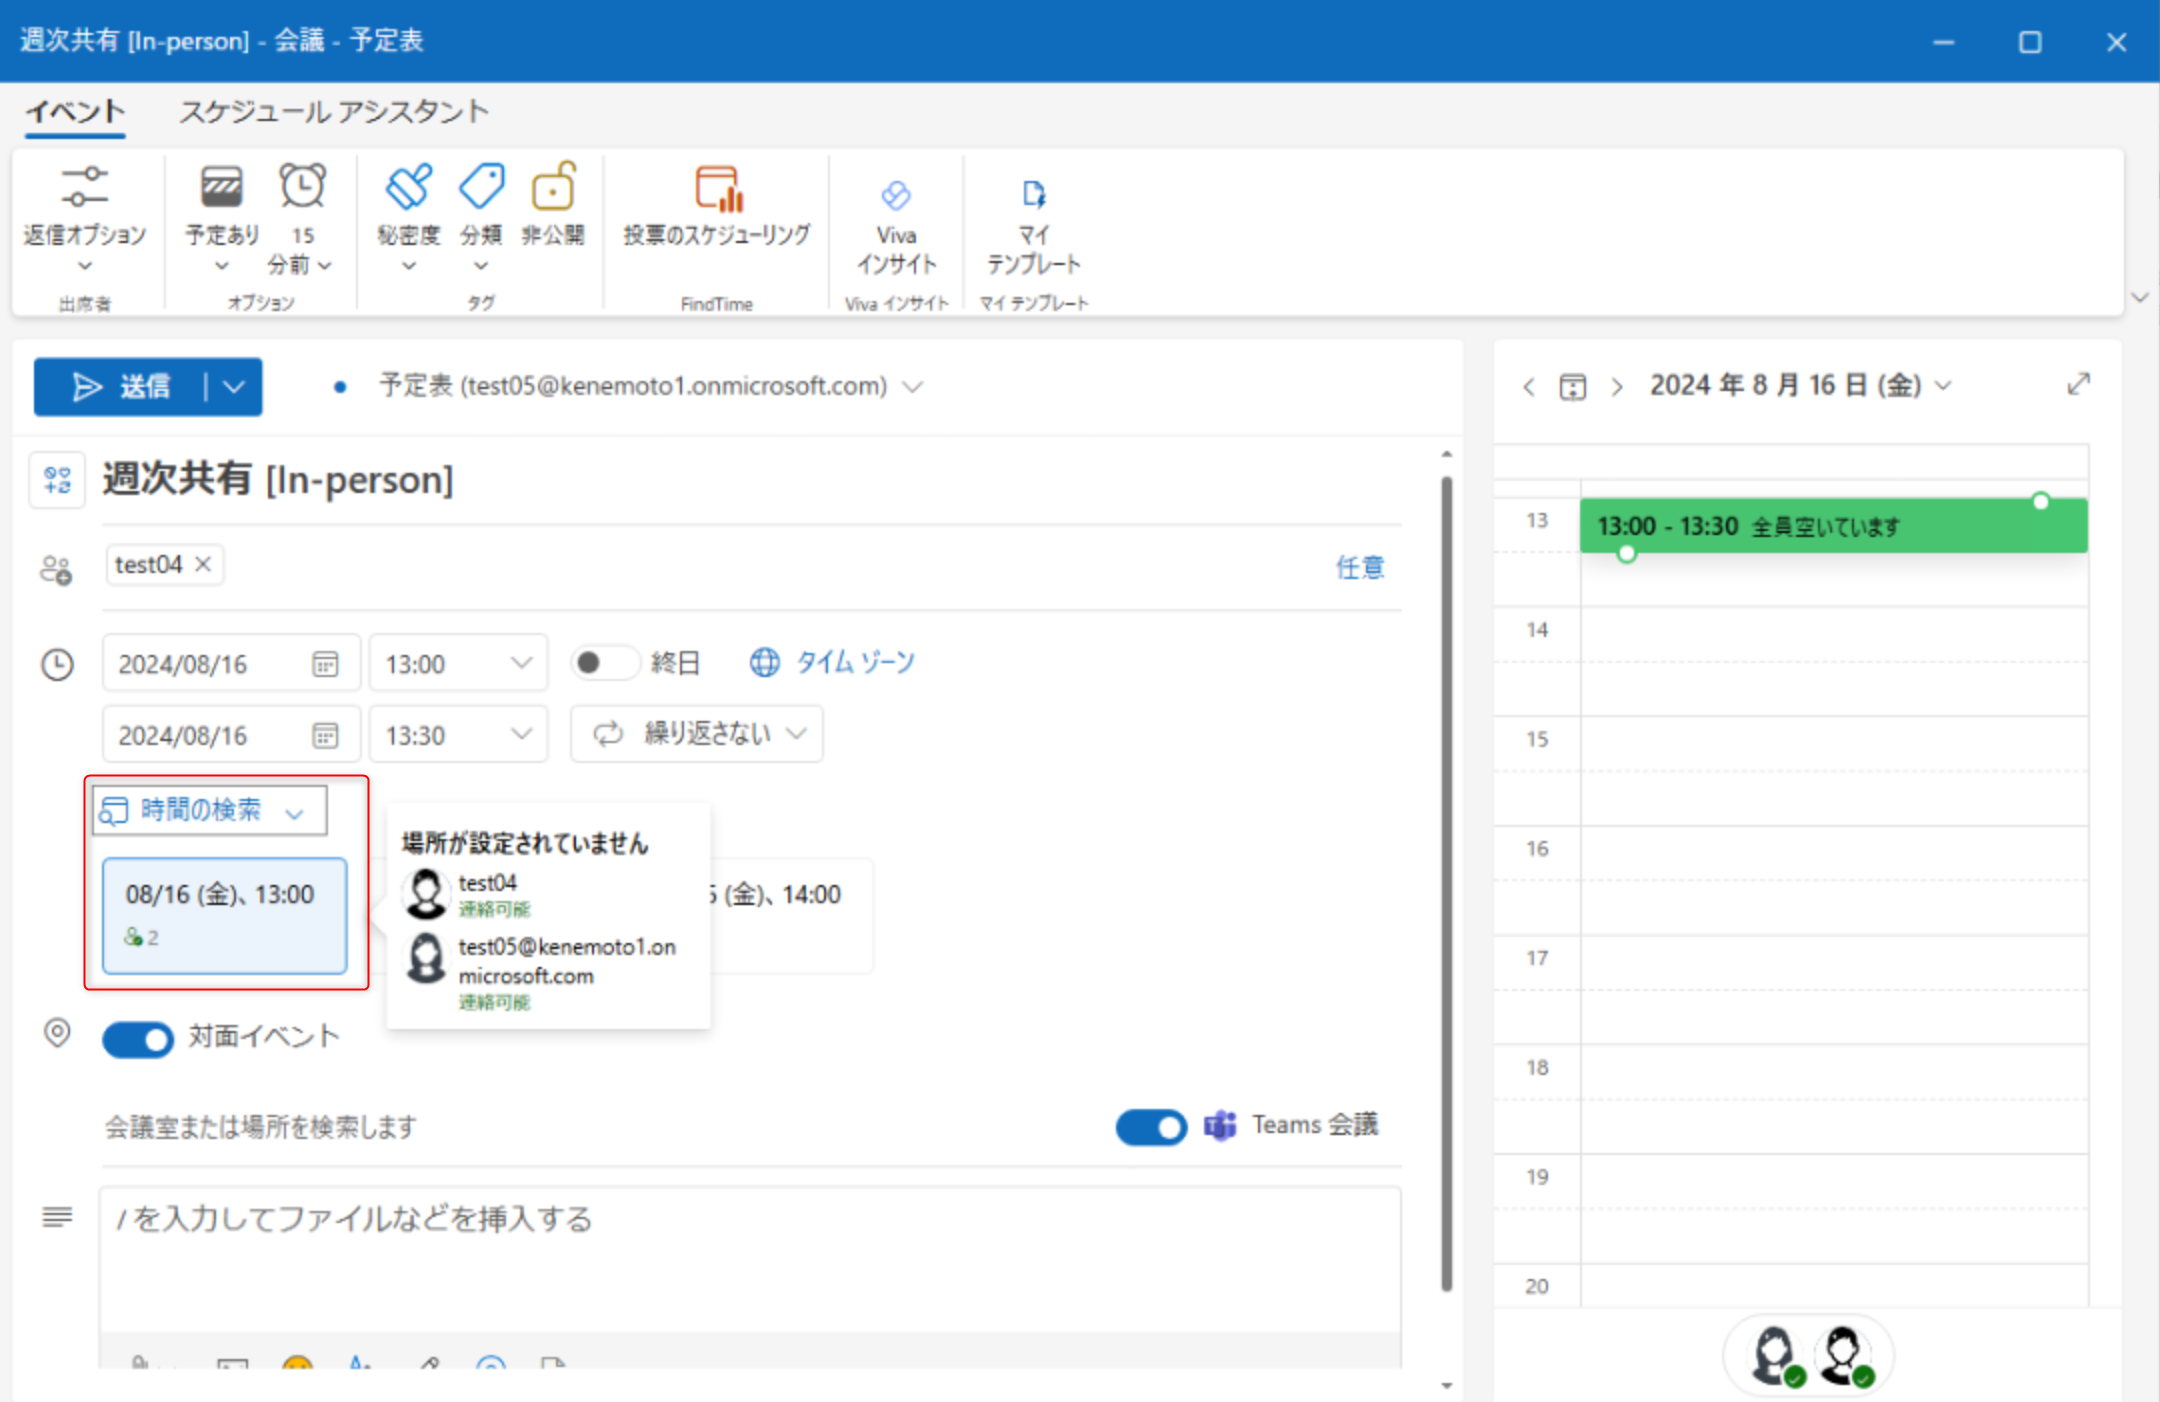 週次共有 [In-person] - 会議 - 予定表
イベント
スケジュール アシスタント
返信オプション
出席者
予定あり
15
分前
オプション
秘密度
分類
非公開
タグ
投票のスケジューリング
FindTime
Viva
インサイト
Viva インサイト
マイ
テンプレート
マイ テンプレート
送信
予定表 (test05@kenemoto1.onmicrosoft.com)
週次共有 [In-person]
test04
任意
2024/08/16
13:00
終日
タイム ゾーン
2024/08/16
13:30
繰り返さない
時間の検索
08/16 (金)、13:00
2
場所が設定されていません
test04
連絡可能
test05@kenemoto1.on
microsoft.com
連絡可能
(金)、14:00
対面イベント
会議室または場所を検索します
Teams 会議
/ を入力してファイルなどを挿入する
2024 年 8 月 16 日 (金)
13
13:00 - 13:30 全員空いています
14
15
16
17
18
19
20